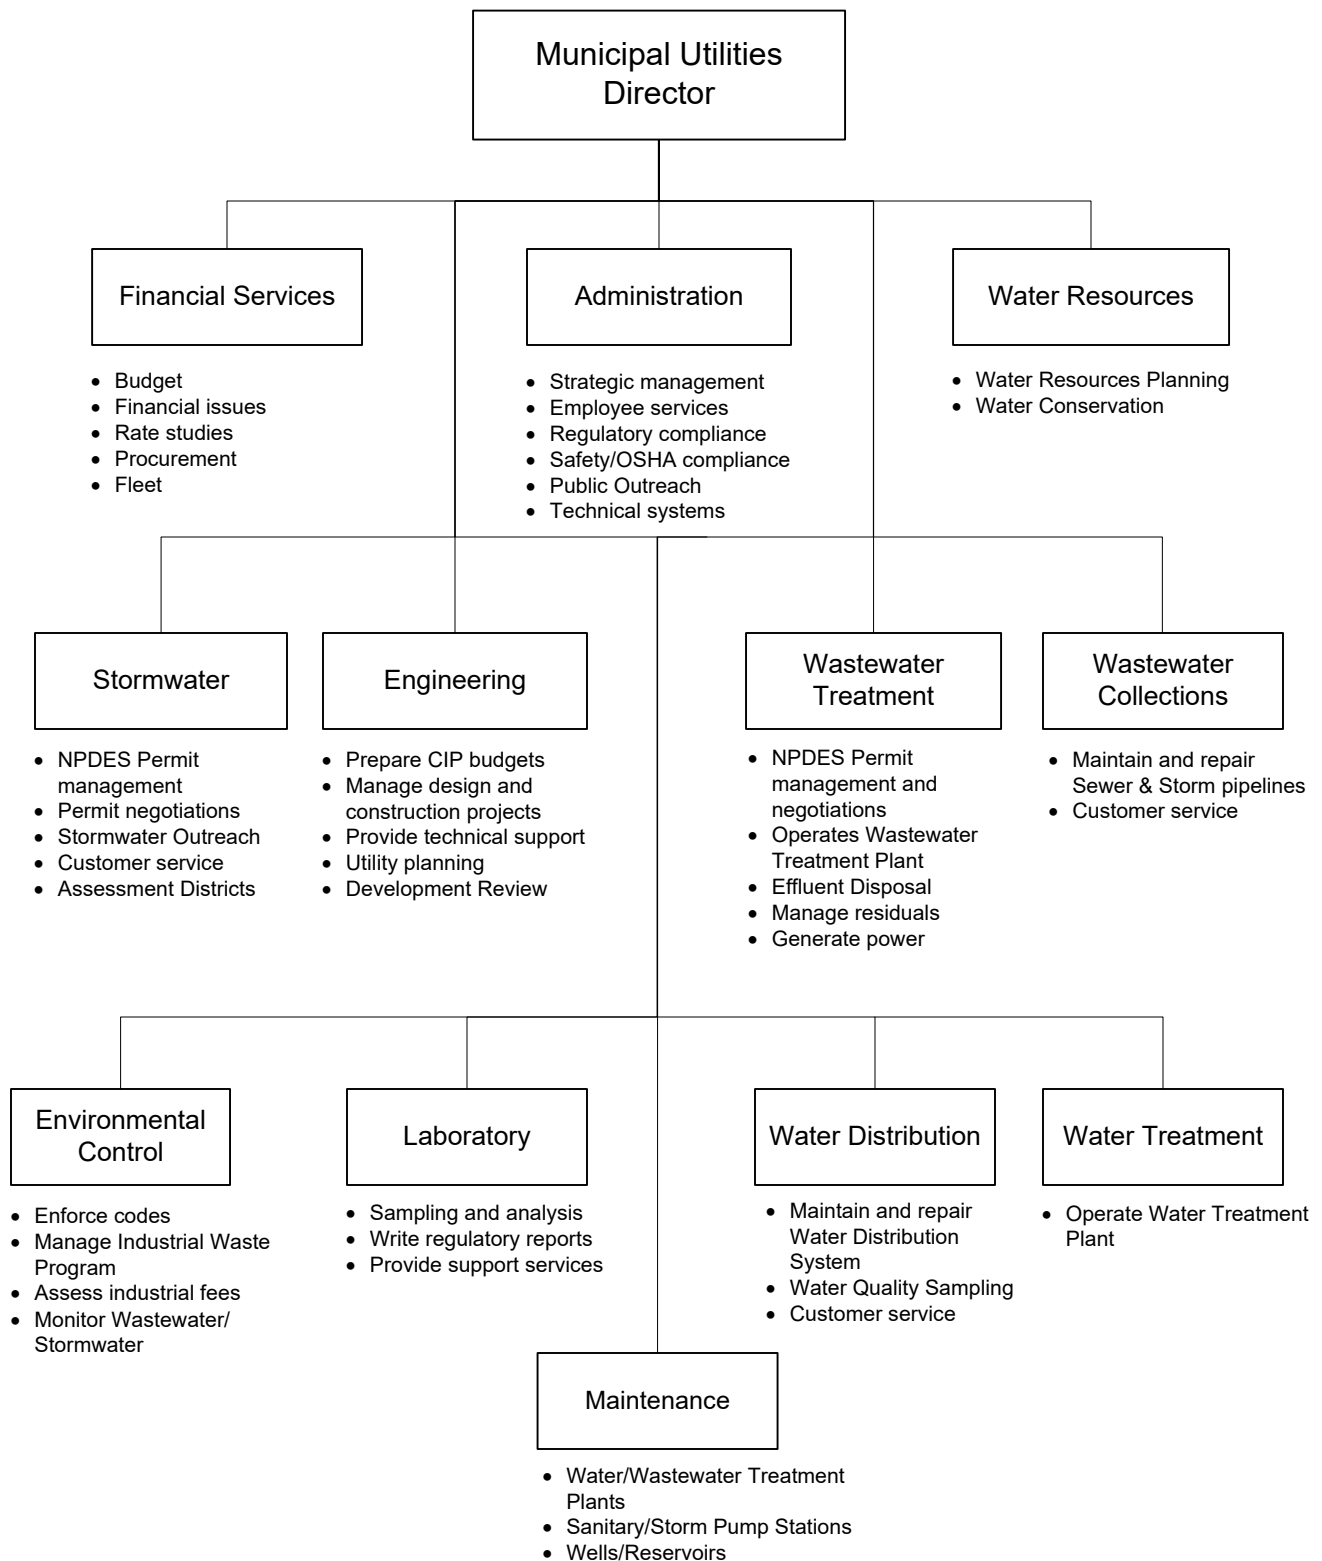 Municipal Utilities
Director
Financial Services
• Budget
• Financial issues
• Rate studies
• Procurement
• Fleet
Administration
• Strategic management
• Employee services
• Regulatory compliance
• Safety/OSHA compliance
• Public Outreach
• Technical systems
Water Resources
• Water Resources Planning
• Water Conservation
Stormwater
• NPDES Permit
management
• Permit negotiations
• Stormwater Outreach
• Customer service
• Assessment Districts
Engineering
• Prepare CIP budgets
• Manage design and
construction projects
• Provide technical support
• Utility planning
• Development Review
Wastewater
Treatment
• NPDES Permit
management and
negotiations
• Operates Wastewater
Treatment Plant
• Effluent Disposal
• Manage residuals
• Generate power
Wastewater
Collections
• Maintain and repair
Sewer & Storm pipelines
• Customer service
Environmental
Control
• Enforce codes
• Manage Industrial Waste
Program
• Assess industrial fees
• Monitor Wastewater/
Stormwater
Laboratory
• Sampling and analysis
• Write regulatory reports
• Provide support services
Water Distribution
• Maintain and repair
Water Distribution
System
• Water Quality Sampling
• Customer service
Water Treatment
• Operate Water Treatment
Plant
Maintenance
• Water/Wastewater Treatment
Plants
• Sanitary/Storm Pump Stations
• Wells/Reservoirs